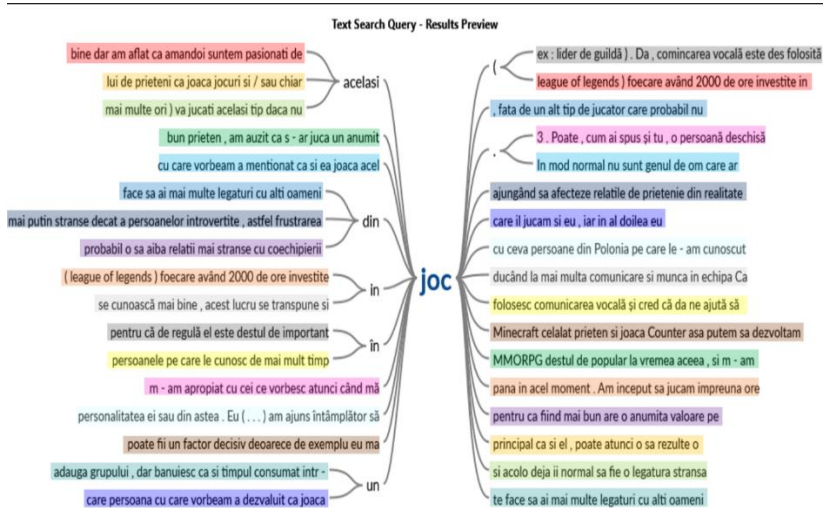 Text Search Query - Results Preview
bine dar am aflat ca amandoi suntem pasionati de
lui de prieteni ca joaca jocuri si / sau chiar
mai multe ori ) va jucati acelasi tip daca nu
acelasi
bun prieten , am auzit ca s - ar juca un anumit
cu care vorbeam a mentionat ca si ea joaca acel
face sa ai mai multe legaturi cu alti oameni
mai putin stranse decat a persoanelor introvertite , astfel frustrarea
probabil o sa aiba relatii mai stranse cu coechipierii
din
( league of legends ) foecare având 2000 de ore investite
se cunoască mai bine , acest lucru se transpune si
in
pentru că de regulă el este destul de important
persoanele pe care le cunosc de mai mult timp
în
m - am apropiat cu cei ce vorbesc atunci când mă
personalitatea ei sau din astea . Eu ( . . . ) am ajuns întâmplător să
poate fii un factor decisiv deoarece de exemplu eu ma
adauga grupului , dar banuiesc ca si timpul consumat intr -
care persoana cu care vorbeam a dezvaluit ca joaca
un
joc
(
ex : lider de guildă ) . Da , comincarea vocală este des folosită
league of legends ) foecare având 2000 de ore investite in
, fata de un alt tip de jucator care probabil nu
.
3 . Poate , cum ai spus și tu , o persoană deschisă
In mod normal nu sunt genul de om care ar
ajungând sa afecteze relatile de prietenie din realitate
care il jucam si eu , iar in al doilea eu
cu ceva persoane din Polonia pe care le - am cunoscut
ducând la mai multa comunicare si munca in echipa Ca
folosesc comunicarea vocală și cred că da ne ajută să
Minecraft celalat prieten si joaca Counter asa putem sa dezvoltam
MMORPG destul de popular la vremea aceea , si m - am
pana in acel moment . Am inceput sa jucam impreuna ore
pentru ca fiind mai bun are o anumita valoare pe
principal ca si el , poate atunci o sa rezulte o
si acolo deja ii normal sa fie o legatura stransa
te face sa ai mai multe legaturi cu alti oameni